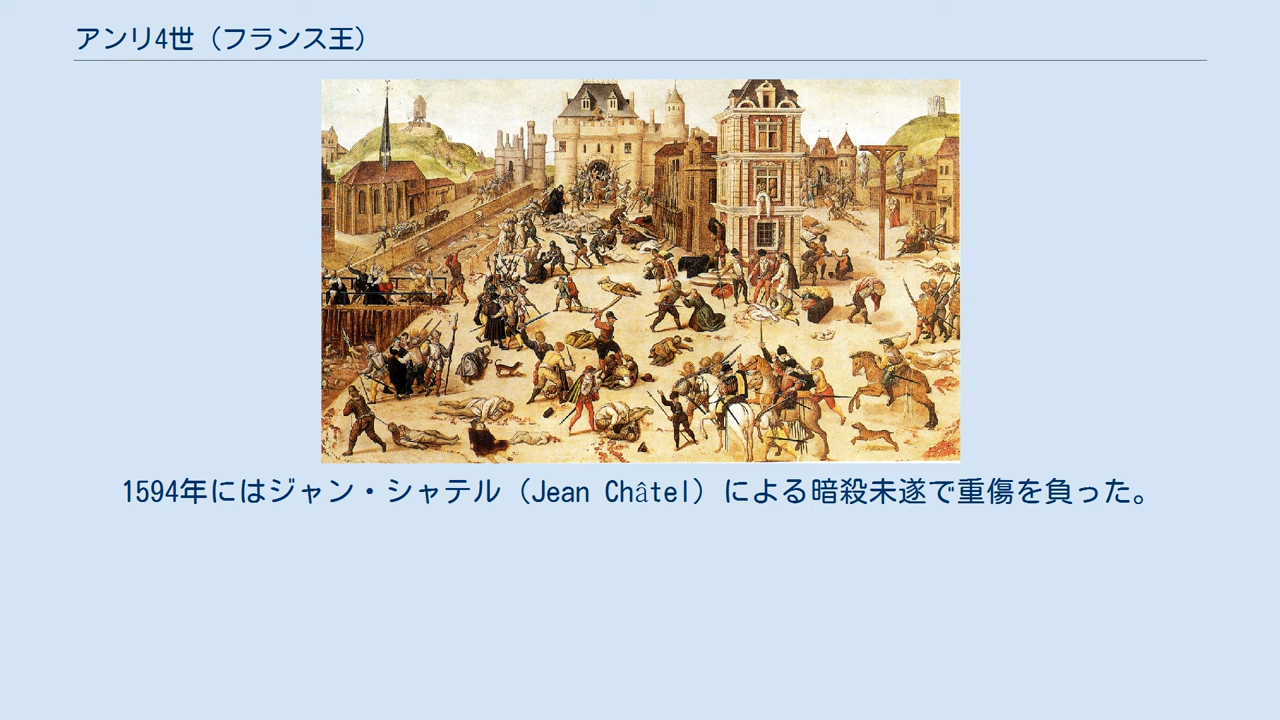 アンリ4世（フランス王）
1594年にはジャン・シャテル（Jean Châtel）による暗殺未遂で重傷を負った。